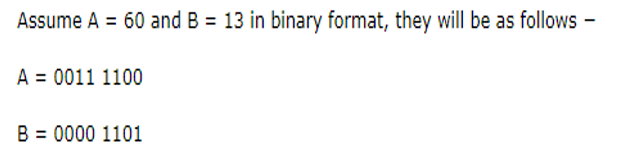 Assume A = 60 and B = 13 in binary format, they will be as follows −
A = 0011 1100
B = 0000 1101